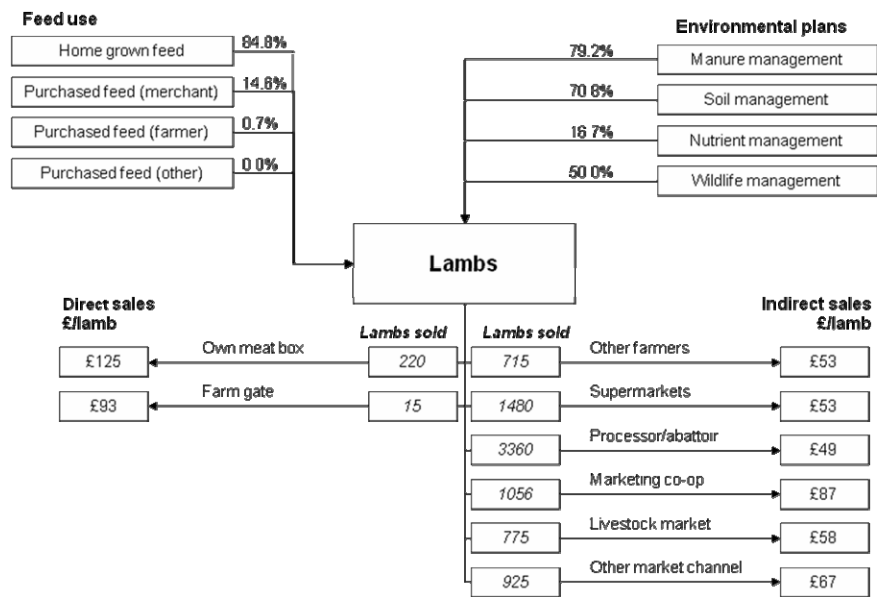 Feed use
Home grown feed 84.8%
Purchased feed (merchant) 14.6%
Purchased feed (farmer) 0.7%
Purchased feed (other) 0.0%
Environmental plans
79.2% Manure management
70.8% Soil management
16.7% Nutrient management
50.0% Wildlife management
Lambs
Direct sales
£/lamb
Lambs sold
£125 Own meat box 220
£93 Farm gate 15
Indirect sales
£/lamb
Lambs sold
715 Other farmers £53
1480 Supermarkets £53
3360 Processor/abattoir £49
1056 Marketing co-op £87
775 Livestock market £58
925 Other market channel £67